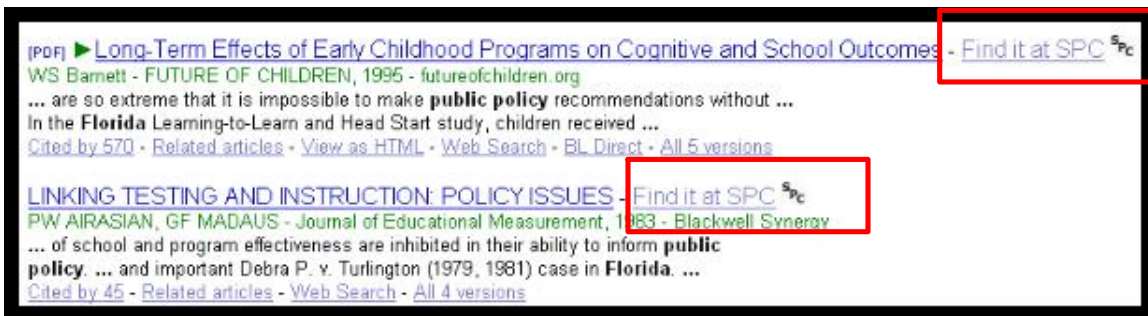 [PDF] ►Long-Term Effects of Early Childhood Programs on Cognitive and School Outcomes - Find it at SPC SPC
WS Barnett - FUTURE OF CHILDREN, 1995 - futureofchildren.org
... are so extreme that it is impossible to make public policy recommendations without ...
In the Florida Learning-to-Learn and Head Start study, children received ...
Cited by 570 - Related articles - View as HTML - Web Search - BL Direct - All 5 versions
LINKING TESTING AND INSTRUCTION: POLICY ISSUES - Find it at SPC SPC
PW AIRASIAN, GF MADAUS - Journal of Educational Measurement, 1983 - Blackwell Synergy
... of school and program effectiveness are inhibited in their ability to inform public
policy. ... and important Debra P. v. Turlington (1979, 1981) case in Florida. ...
Cited by 45 - Related articles - Web Search - All 4 versions